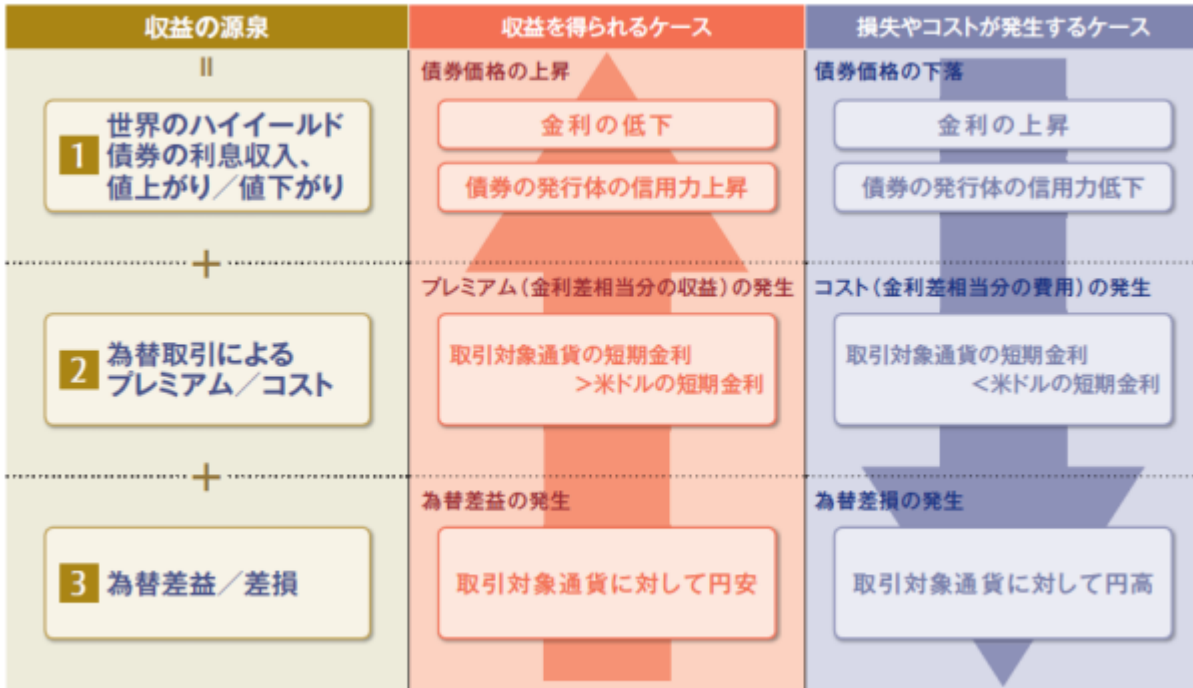 収益の源泉
収益を得られるケース
損失やコストが発生するケース
=
1
世界のハイイールド
債券の利息収入、
値上がり／値下がり
債券価格の上昇
金利の低下
債券の発行体の信用力上昇
債券価格の下落
金利の上昇
債券の発行体の信用力低下
+
2
為替取引による
プレミアム／コスト
プレミアム（金利差相当分の収益）の発生
取引対象通貨の短期金利
＞米ドルの短期金利
コスト（金利差相当分の費用）の発生
取引対象通貨の短期金利
＜米ドルの短期金利
+
3
為替差益／差損
為替差益の発生
取引対象通貨に対して円安
為替差損の発生
取引対象通貨に対して円高